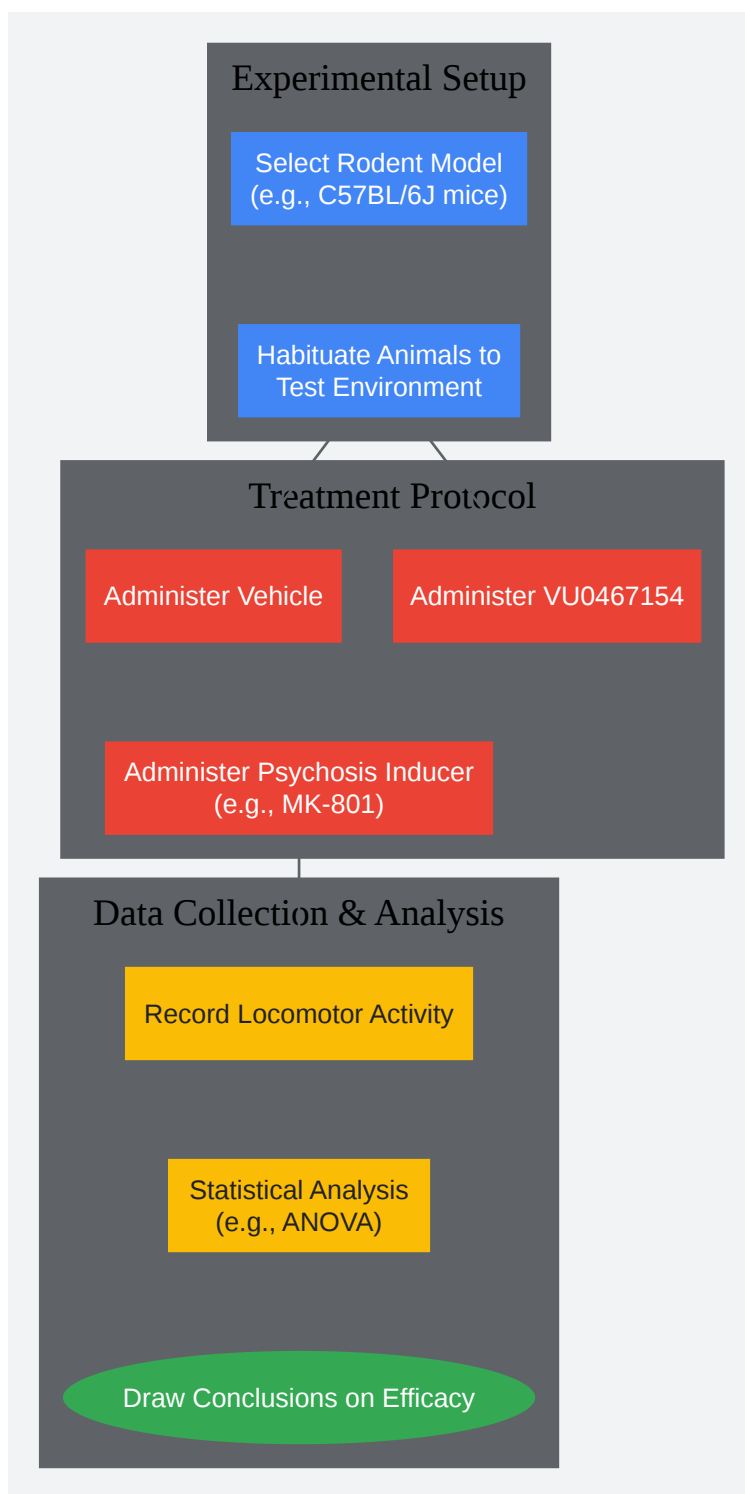 Experimental Setup
Select Rodent Model
(e.g., C57BL/6J mice)
Habituate Animals to
Test Environment
Treatment Protocol
Administer Vehicle
Administer VU0467154
Administer Psychosis Inducer
(e.g., MK-801)
Data Collection & Analysis
Record Locomotor Activity
Statistical Analysis
(e.g., ANOVA)
Draw Conclusions on Efficacy